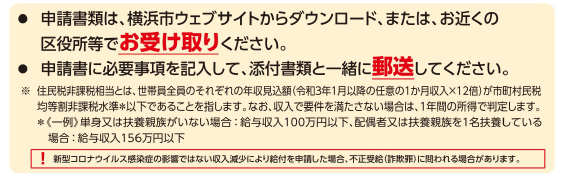 ● 申請書類は、横浜市ウェブサイトからダウンロード、または、お近くの
区役所等でお受け取りください。
● 申請書に必要事項を記入して、添付書類と一緒に郵送してください。
※ 住民税非課税相当とは、世帯員全員のそれぞれの年収見込額(令和3年1月以降の任意の1か月収入×12倍)が市町村民税
均等割非課税水準＊以下であることを指します。なお、収入で要件を満たさない場合は、1年間の所得で判定します。
＊《一例》単身又は扶養親族がいない場合：給与収入100万円以下、配偶者又は扶養親族を1名扶養している
場合：給与収入156万円以下
! 新型コロナウイルス感染症の影響ではない収入減少により給付を申請した場合、不正受給(詐欺罪)に問われる場合があります。